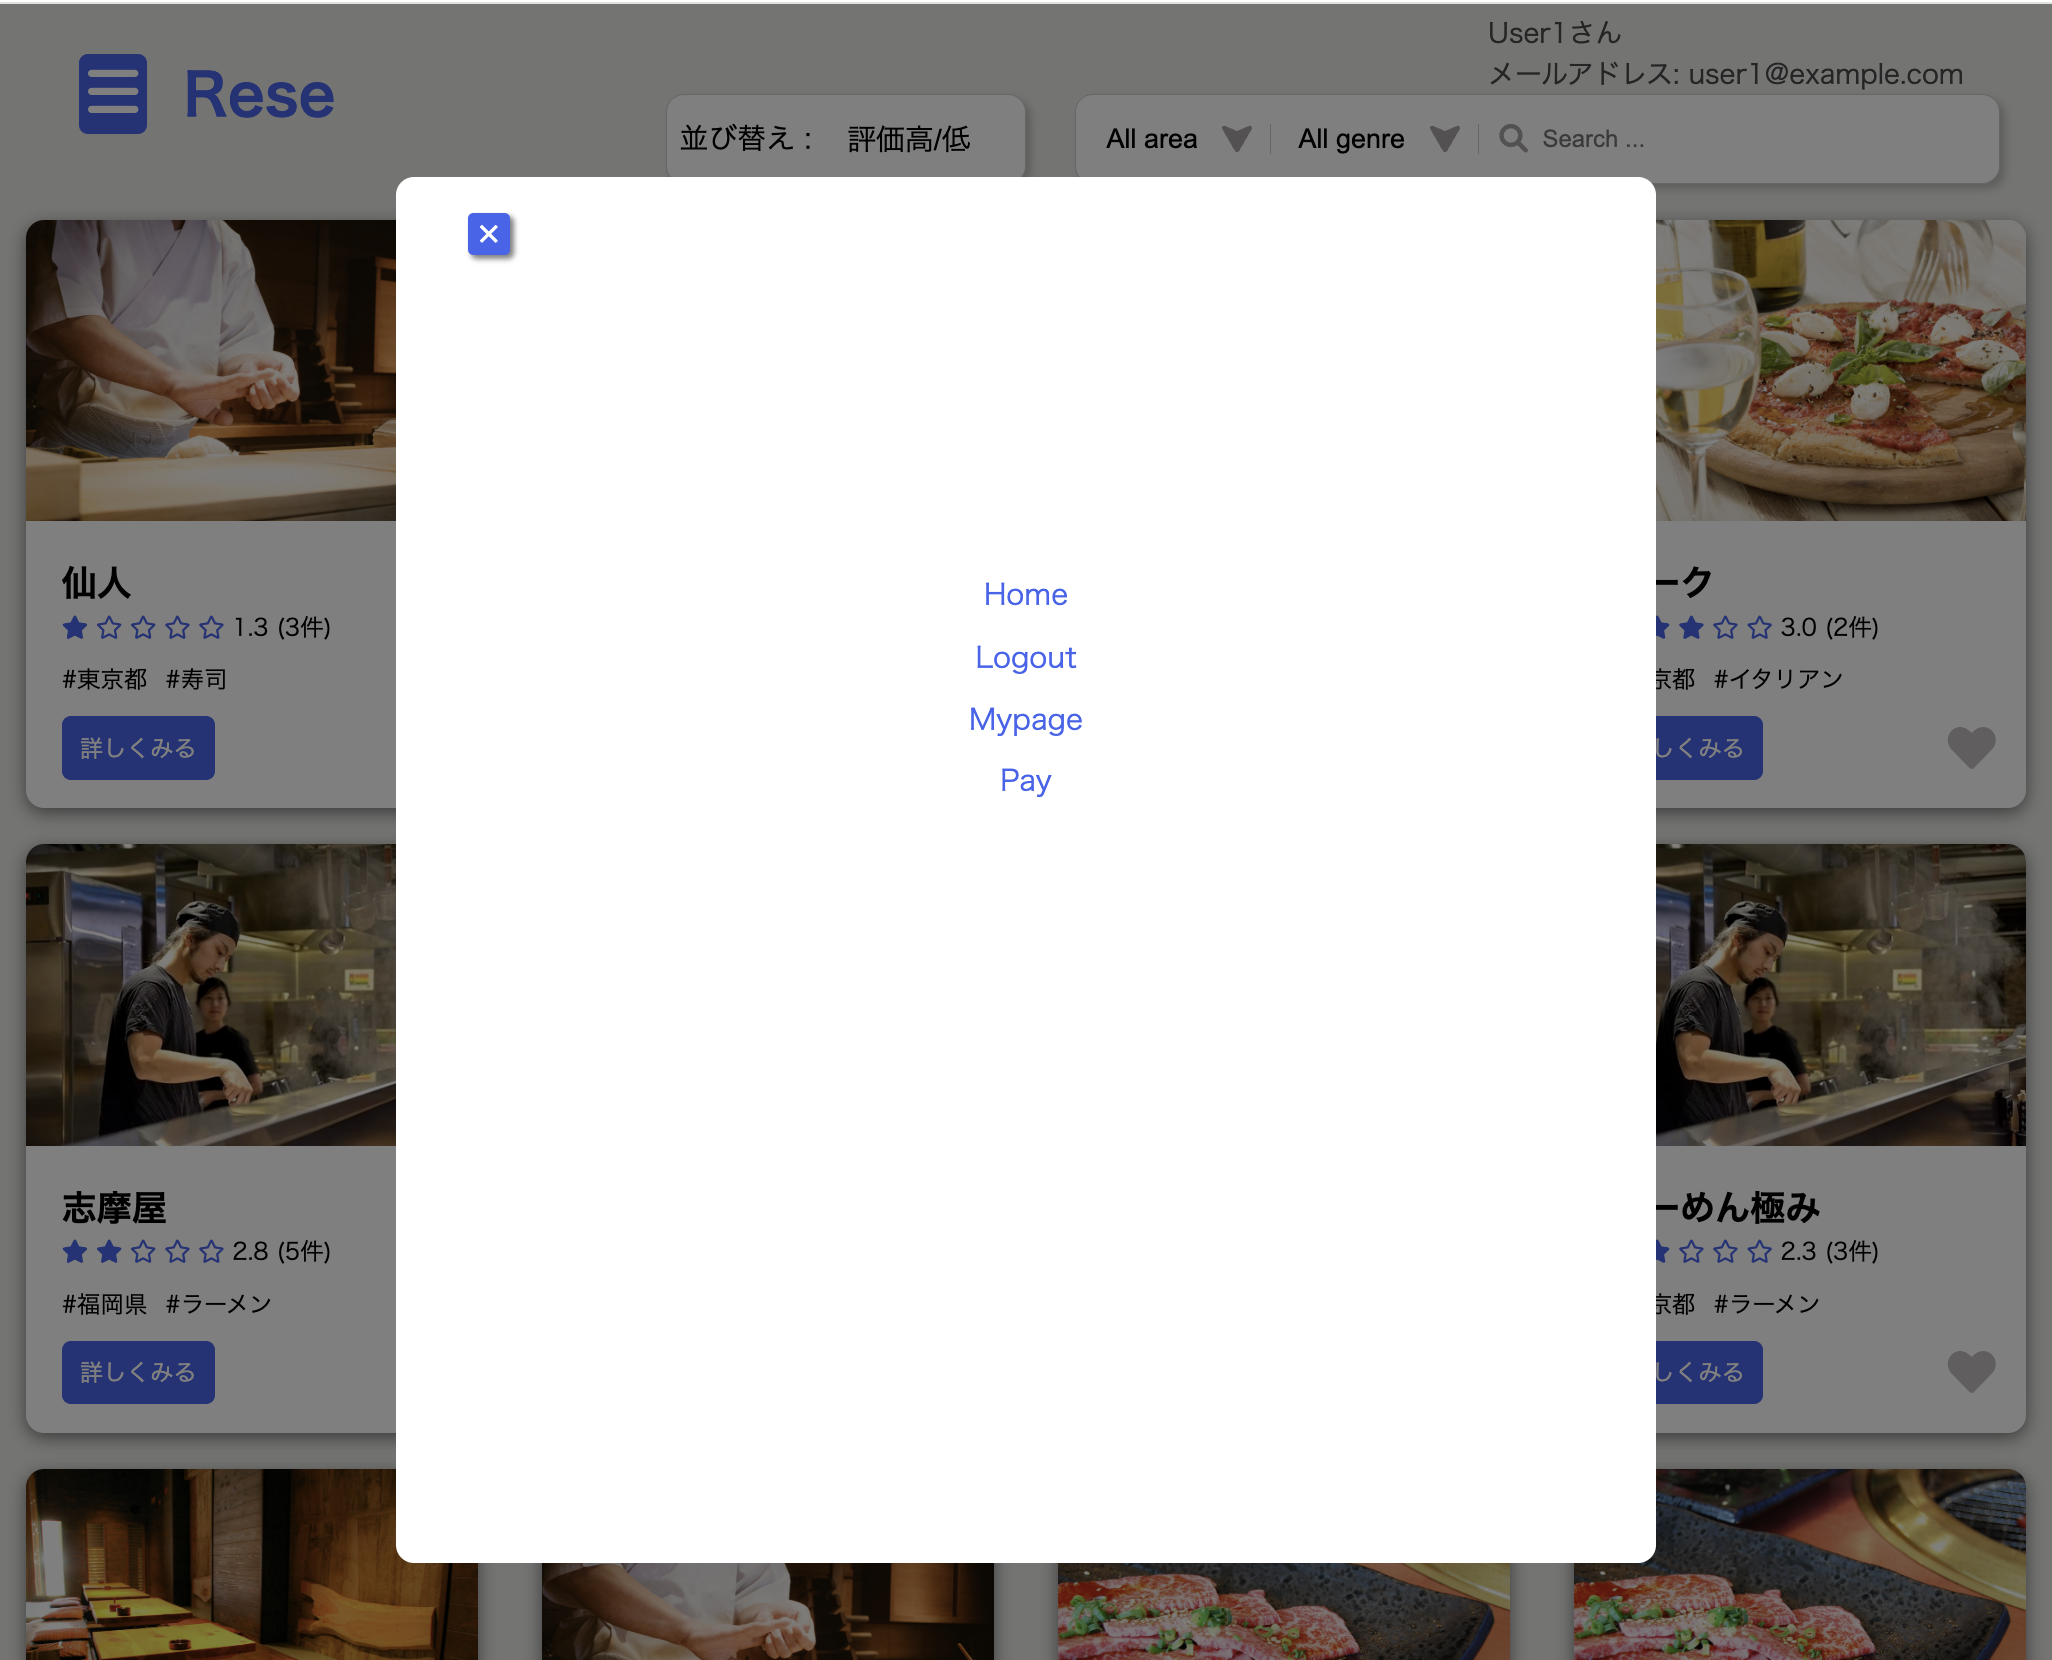 User1さん
メールアドレス: user1@example.com
Rese
並び替え： 評価高/低
All area
All genre
Search ...
Home
Logout
Mypage
Pay
仙人
1.3 (3件)
#東京都 #寿司
詳しくみる
ーク
3.0 (2件)
京都 #イタリアン
しくみる
志摩屋
2.8 (5件)
#福岡県 #ラーメン
詳しくみる
ーめん極み
2.3 (3件)
京都 #ラーメン
しくみる